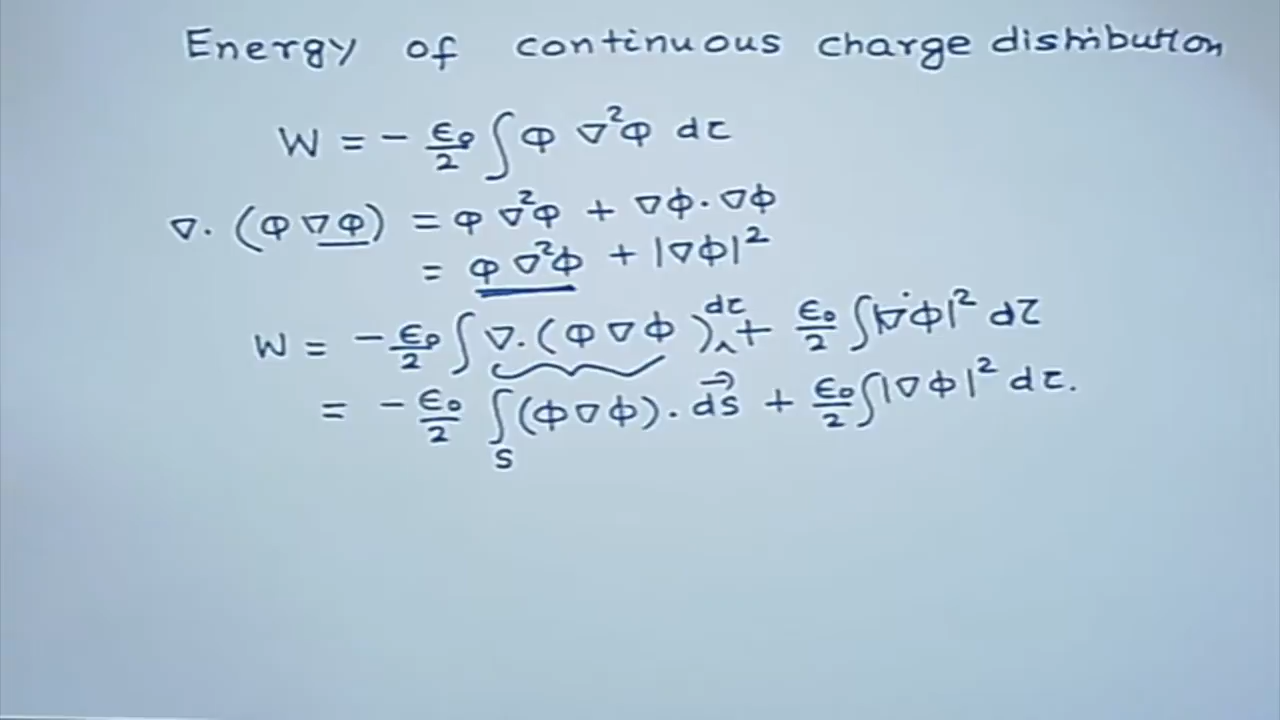 Energy of continuous charge distribution
W = - ε₀/2 ∫ Φ ∇²Φ dτ
∇. (Φ ∇Φ) = Φ ∇²Φ + ∇Φ. ∇Φ
= Φ ∇²Φ + |∇Φ|²
W = - ε₀/2 ∫ ∇. (Φ ∇Φ) dτ + ε₀/2 ∫ |∇Φ|² dτ
= - ε₀/2 ∫_S (Φ ∇Φ). d⃗s + ε₀/2 ∫ |∇Φ|² dτ.